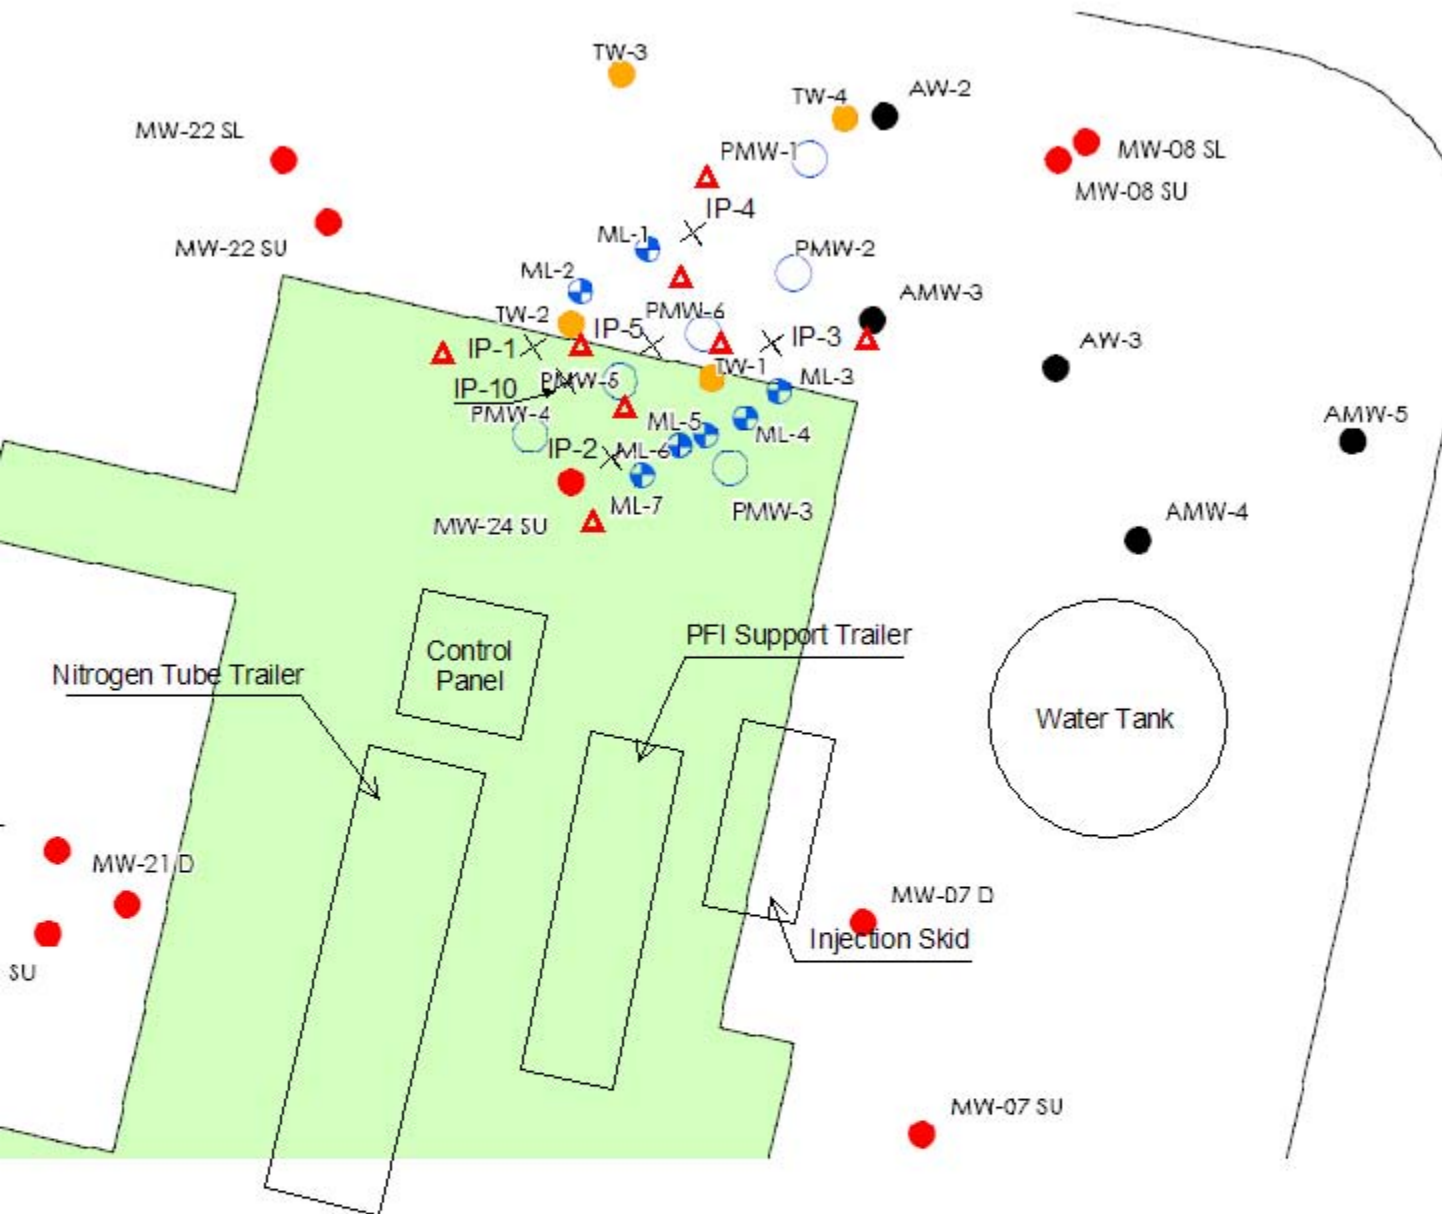 TW-3
TW-4
AW-2
MW-22 SL
PMW-1
MW-08 SL
MW-08 SU
IP-4
ML-1
MW-22 SU
PMW-2
ML-2
AMW-3
TW-2
PMW-6
IP-5
IP-3
IP-1
AW-3
TW-1
ML-3
PMW-5
IP-10
PMW-4
ML-5
ML-4
AMW-5
IP-2
ML-6
ML-7
PMW-3
AMW-4
MW-24 SU
PFI Support Trailer
Control
Panel
Nitrogen Tube Trailer
Water Tank
MW-21 D
MW-07 D
Injection Skid
SU
MW-07 SU